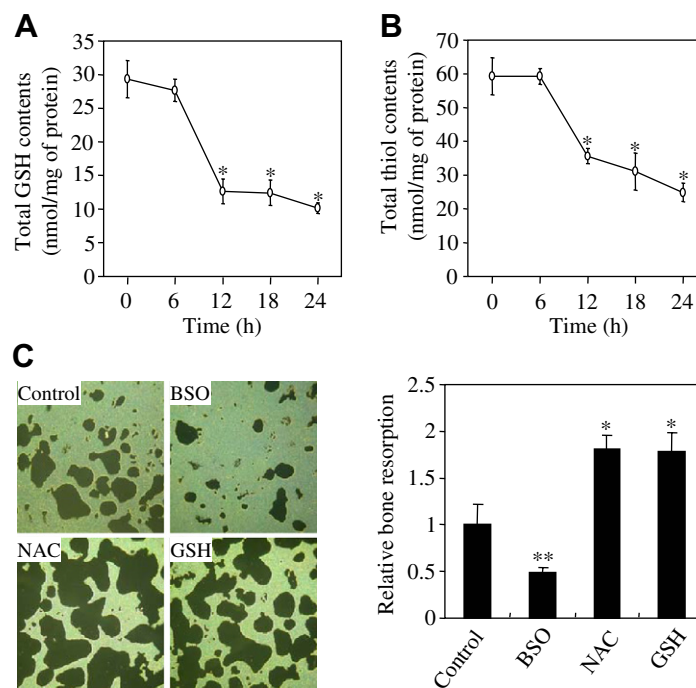 A
Total GSH contents
(nmol/mg of protein)
35
30
25
20
15
10
5
0
* * *
0 6 12 18 24
Time (h)
B
Total thiol contents
(nmol/mg of protein)
70
60
50
40
30
20
10
0
* * *
0 6 12 18 24
Time (h)
C
Control BSO
NAC GSH
Relative bone resorption
2.5
2
1.5
1
0.5
0
** * *
Control BSO NAC GSH